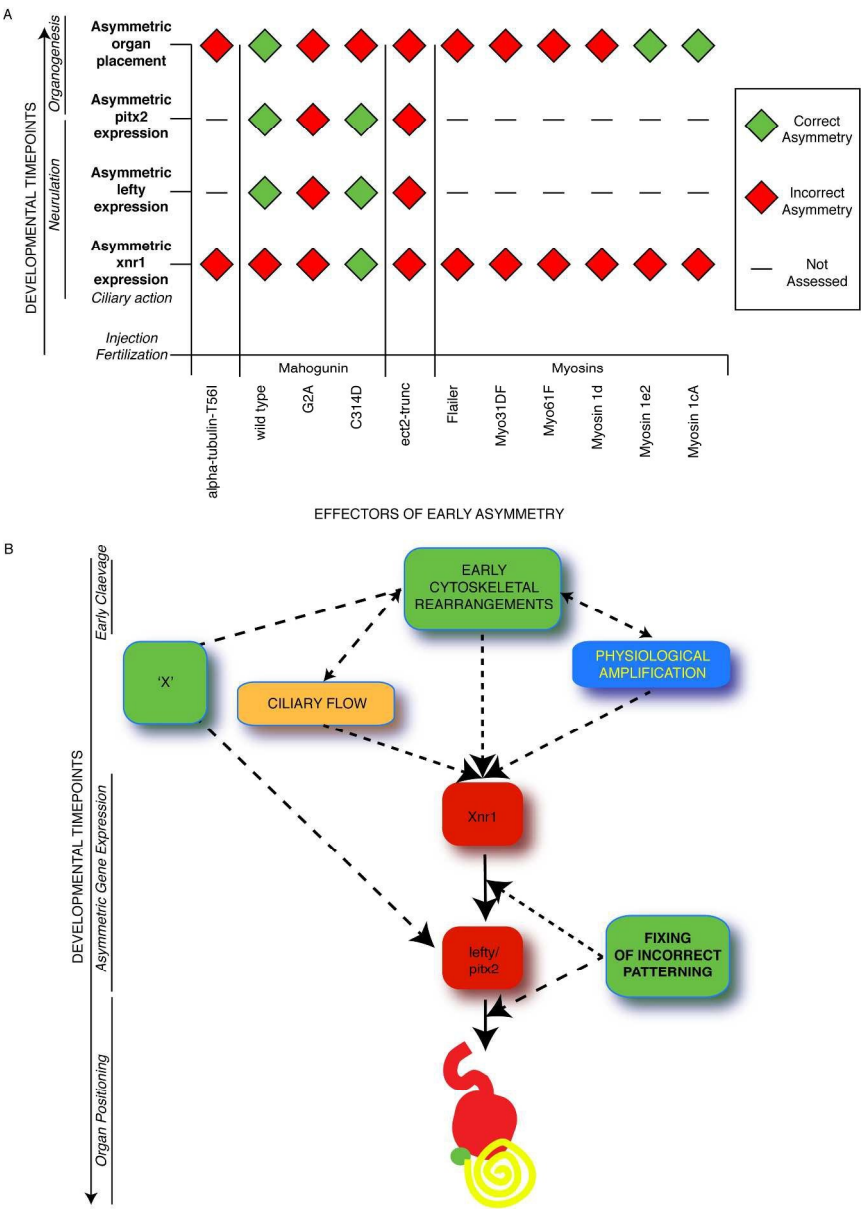 A
DEVELOPMENTAL TIMEPOINTS
Organogenesis
Neurulation
Asymmetric
organ
placement
Asymmetric
pitx2
expression
Asymmetric
lefty
expression
Asymmetric
xnr1
expression
Ciliary action
Injection
Fertilization
Correct
Asymmetry
Incorrect
Asymmetry
Not
Assessed
Mahogunin
Myosins
alpha-tubulin-T56I
wild type
G2A
C314D
ect2-trunc
Flailer
Myo31DF
Myo61F
Myosin 1d
Myosin 1e2
Myosin 1cA
EFFECTORS OF EARLY ASYMMETRY
B
DEVELOPMENTAL TIMEPOINTS
Early Claevage
Asymmetric Gene Expression
Organ Positioning
EARLY
CYTOSKELETAL
REARRANGEMENTS
'X'
CILIARY FLOW
PHYSIOLOGICAL
AMPLIFICATION
Xnr1
lefty/
pitx2
FIXING
OF INCORRECT
PATTERNING